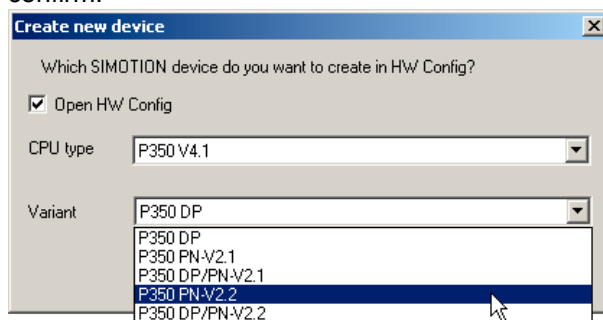 Create new device
Which SIMOTION device do you want to create in HW Config?
Open HW Config
CPU type P350 V4.1
Variant P350 DP
P350 DP
P350 PN-V2.1
P350 DP/PN-V2.1
P350 PN-V2.2
P350 DP/PN-V2.2